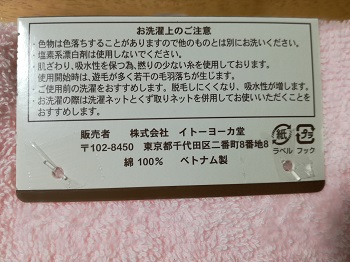 お洗濯上のご注意
・色物は色落ちすることがありますので他のものとは別にお洗いください。
・塩素系漂白剤は使用しないでください。
・肌ざわり、吸水性を保つ為、撚りの少ない糸を使用しております。
使用開始時は、遊毛が多く若干の毛羽落ちが生じます。
・ご使用前の洗濯をおすすめします。脱毛しにくくなり、吸水性が増します。
・お洗濯の際は洗濯ネットとくず取りネットを併用してお使いいただくことを
おすすめします。
販売者 株式会社 イトーヨーカ堂
〒102-8450 東京都千代田区二番町8番地8
綿 100% ベトナム製
紙
ラベル
プラ
フック